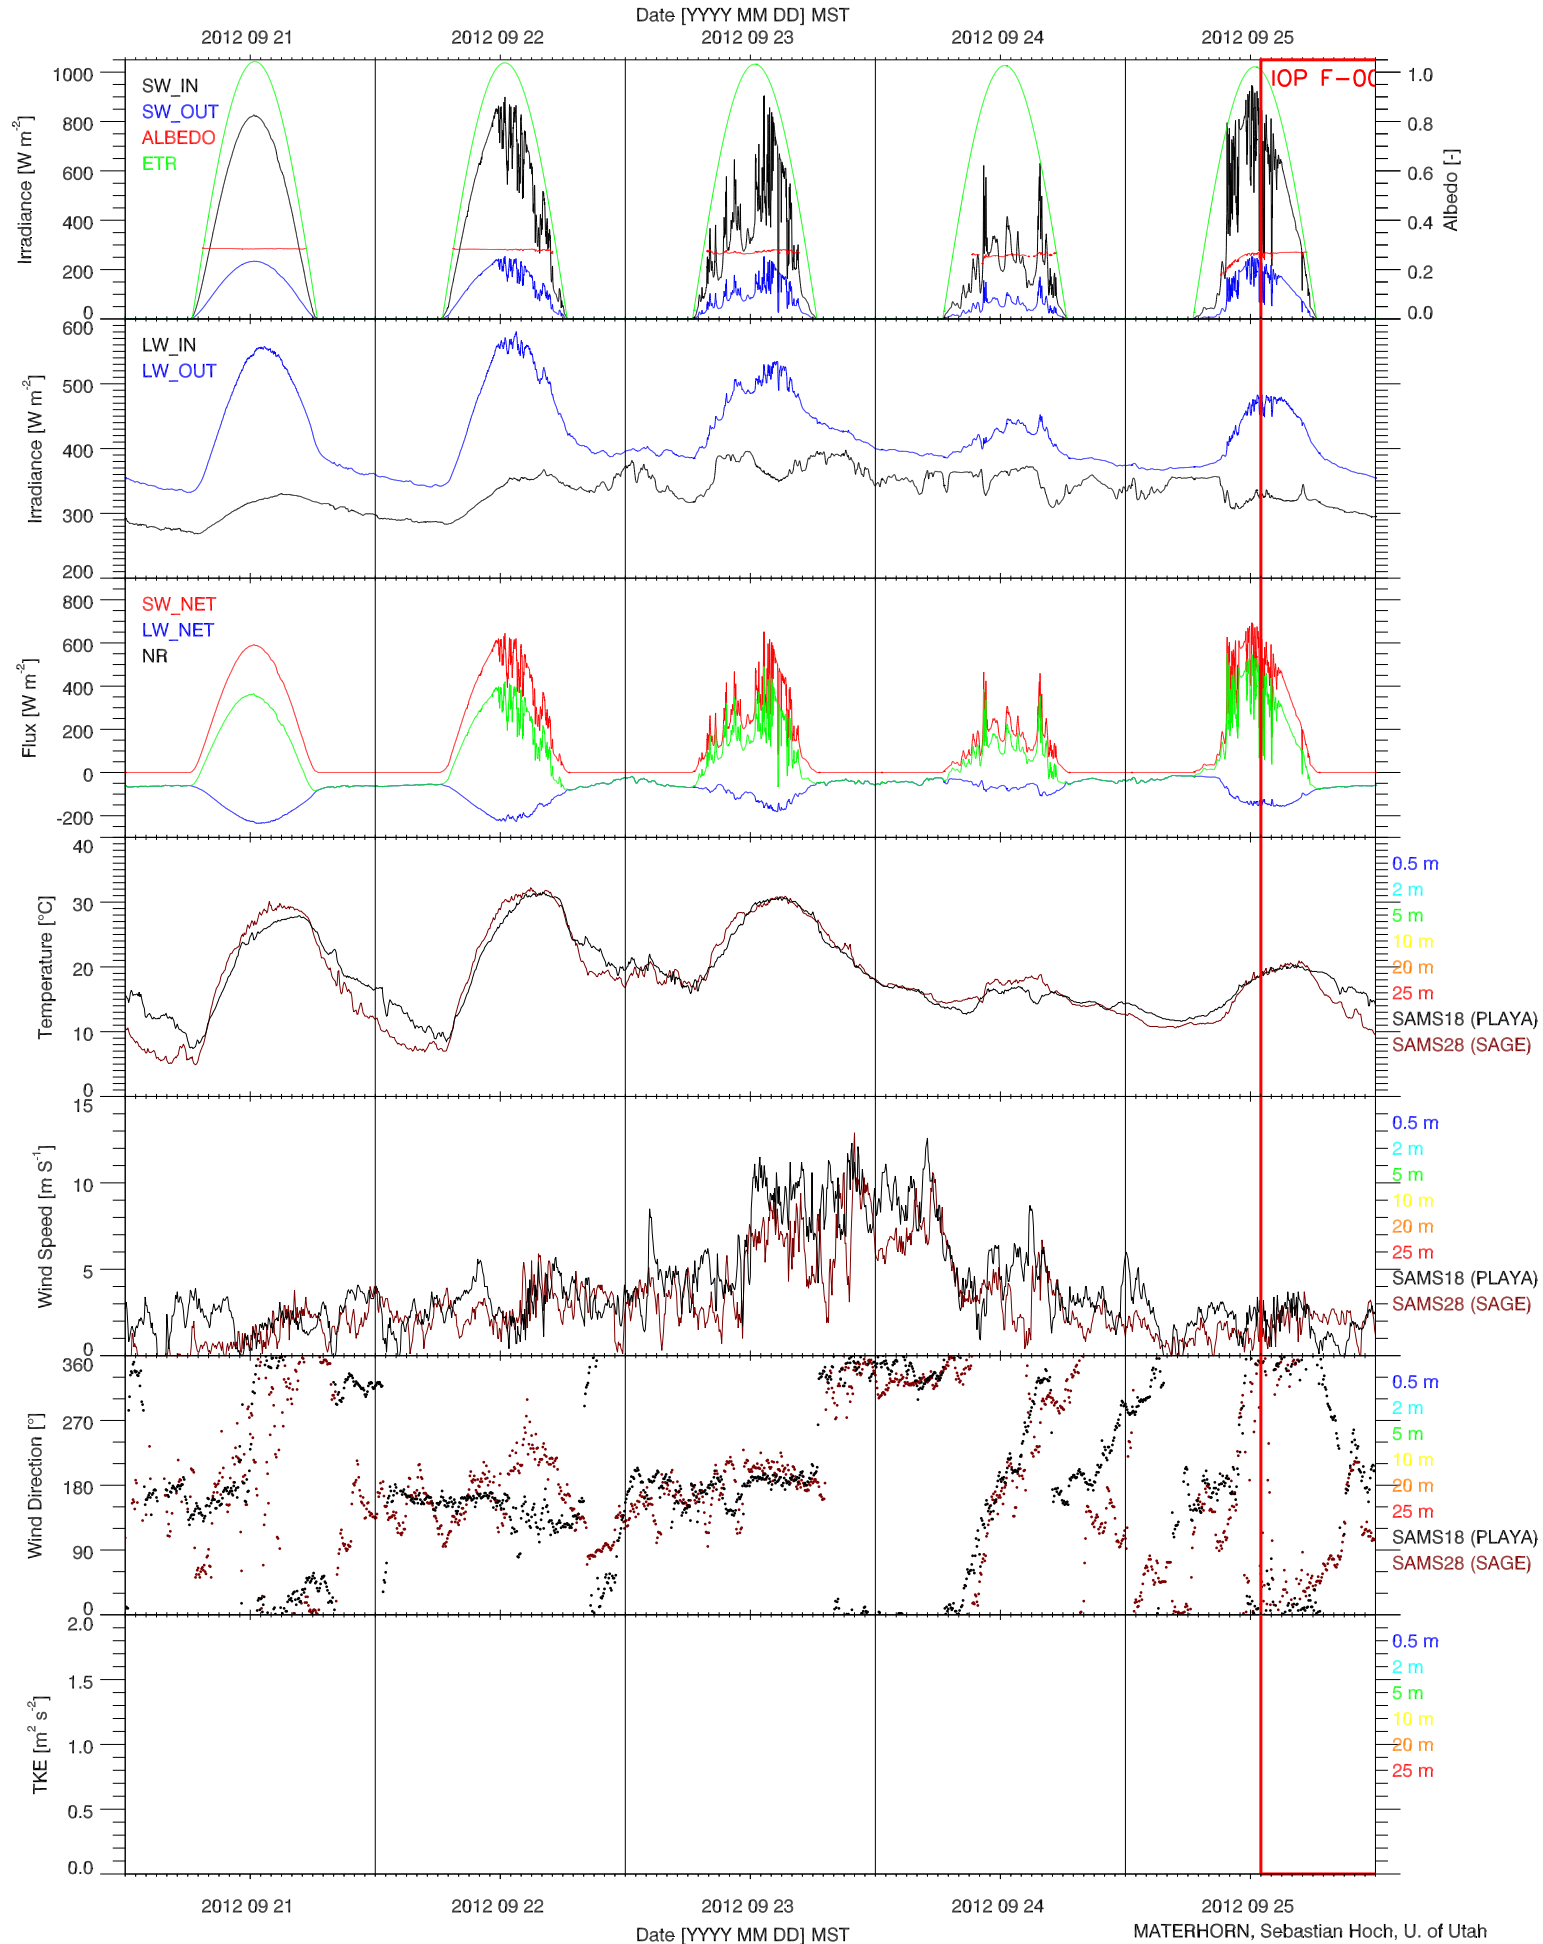 Date [YYYY MM DD] MST
2012 09 21 2012 09 22 2012 09 23 2012 09 24 2012 09 25
IOP F-00
SW_IN
SW_OUT
ALBEDO
ETR
Irradiance [W m-2]
1000
800
600
400
200
0
Albedo [-]
1.0
0.8
0.6
0.4
0.2
0.0
LW_IN
LW_OUT
Irradiance [W m-2]
600
500
400
300
200
SW_NET
LW_NET
NR
Flux [W m-2]
800
600
400
200
0
-200
Temperature [°C]
40
30
20
10
0
0.5 m
2 m
5 m
10 m
20 m
25 m
SAMS18 (PLAYA)
SAMS28 (SAGE)
Wind Speed [m S-1]
15
10
5
0
0.5 m
2 m
5 m
10 m
20 m
25 m
SAMS18 (PLAYA)
SAMS28 (SAGE)
Wind Direction [°]
360
270
180
90
0
0.5 m
2 m
5 m
10 m
20 m
25 m
SAMS18 (PLAYA)
SAMS28 (SAGE)
TKE [m2 s-2]
2.0
1.5
1.0
0.5
0.0
0.5 m
2 m
5 m
10 m
20 m
25 m
2012 09 21 2012 09 22 2012 09 23 2012 09 24 2012 09 25
Date [YYYY MM DD] MST
MATERHORN, Sebastian Hoch, U. of Utah